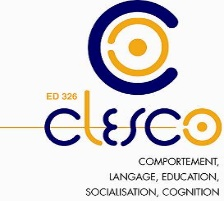 ED 326
CLESCO
COMPORTEMENT,
LANGAGE, EDUCATION,
SOCIALISATION, COGNITION